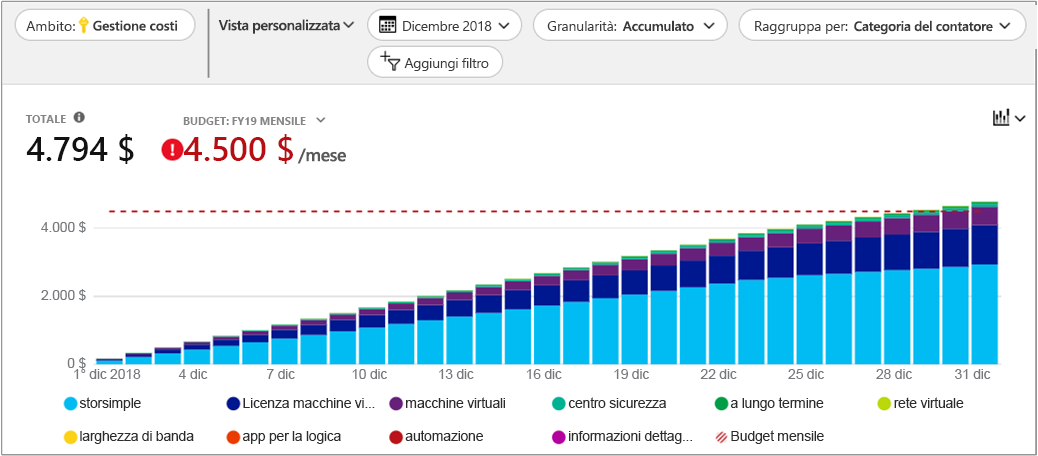 Ambito: Gestione costi
Vista personalizzata
Dicembre 2018
Granularità: Accumulato
Raggruppa per: Categoria del contatore
Aggiungi filtro
TOTALE
BUDGET: FY19 MENSILE
4.794 $
4.500 $ /mese
4.000 $
2.000 $
0 $
1° dic 2018 4 dic 7 dic 10 dic 13 dic 16 dic 19 dic 22 dic 25 dic 28 dic 31 dic
storsimple Licenza macchine vi... macchine virtuali centro sicurezza a lungo termine rete virtuale
larghezza di banda app per la logica automazione informazioni dettag... Budget mensile